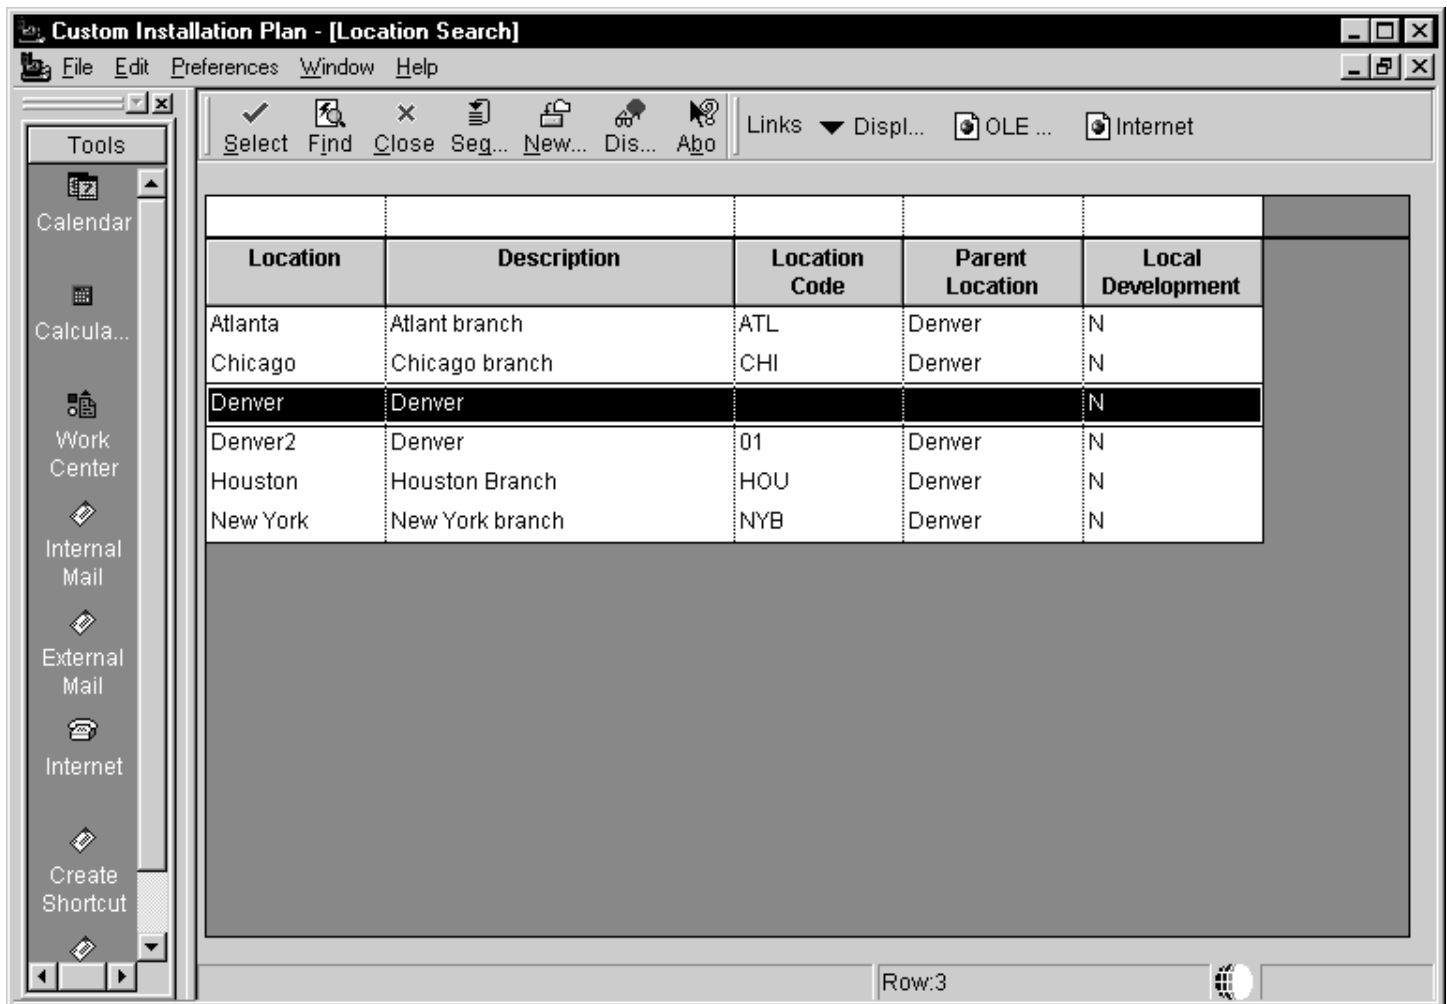 Custom Installation Plan - [Location Search]
File Edit Preferences Window Help
Tools
Calendar
Calcula...
Work
Center
Internal
Mail
External
Mail
Internet
Create
Shortcut
Select Find Close Seq... New... Dis... Abo
Links Displ... OLE ... Internet
Location Description Location Code Parent Location Local Development
Atlanta Atlant branch ATL Denver N
Chicago Chicago branch CHI Denver N
Denver Denver N
Denver2 Denver 01 Denver N
Houston Houston Branch HOU Denver N
New York New York branch NYB Denver N
Row:3